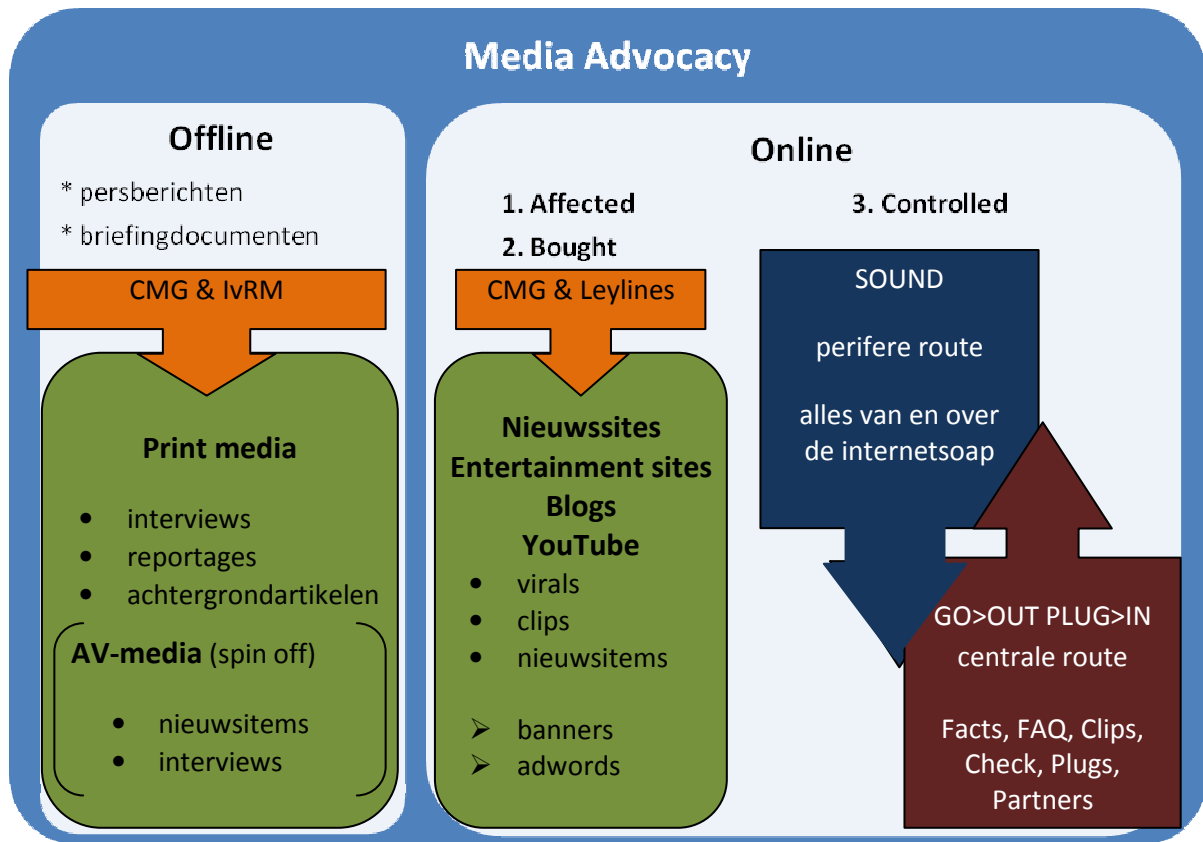 Media Advocacy
Offline
* persberichten
* briefingdocumenten
CMG & IvRM
Print media
• interviews
• reportages
• achtergrondartikelen
AV-media (spin off)
• nieuwsitems
• interviews
Online
1. Affected
2. Bought
CMG & Leylines
Nieuwssites
Entertainment sites
Blogs
YouTube
• virals
• clips
• nieuwsitems
➢ banners
➢ adwords
3. Controlled
SOUND
perifere route
alles van en over
de internetsoap
GO>OUT PLUG>IN
centrale route
Facts, FAQ, Clips,
Check, Plugs,
Partners